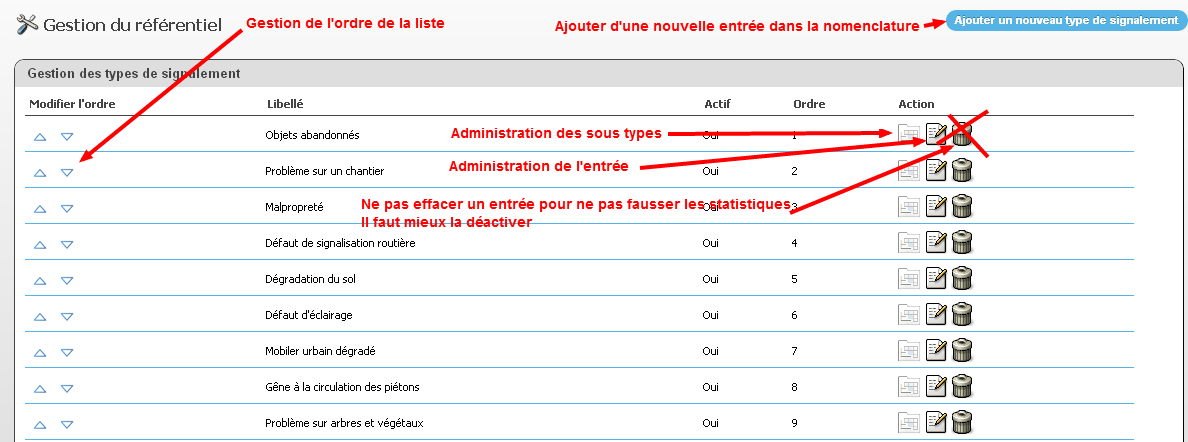 Gestion du référentiel
Gestion de l'ordre de la liste
Ajouter d'une nouvelle entrée dans la nomenclature
Ajouter un nouveau type de signalement
Gestion des types de signalement
Modifier l'ordre Libellé Actif Ordre Action
Objets abandonnés Oui 1
Administration des sous types
Administration de l'entrée
Problème sur un chantier Oui 2
Ne pas effacer un entrée pour ne pas fausser les statistiques
Malpropreté Oui 3
Il faut mieux la déactiver
Défaut de signalisation routière Oui 4
Dégradation du sol Oui 5
Défaut d'éclairage Oui 6
Mobiler urbain dégradé Oui 7
Gêne à la circulation des piétons Oui 8
Problème sur arbres et végétaux Oui 9